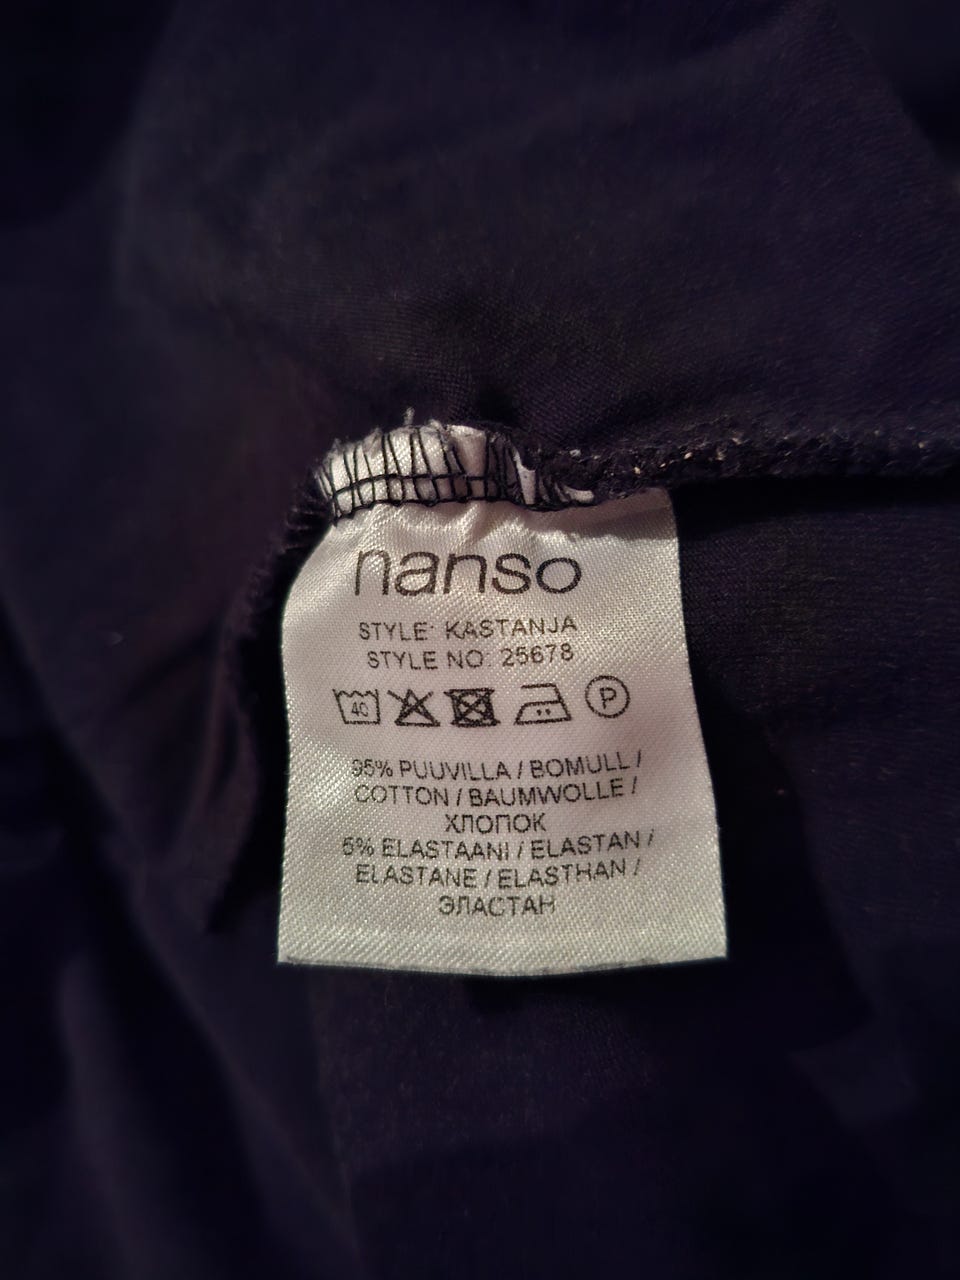 nanso
STYLE: KASTANJA
STYLE NO: 25678
40 P
95% PUUVILLA / BOMULL /
COTTON / BAUMWOLLE /
ХЛОПОК
5% ELASTAANI / ELASTAN /
ELASTANE / ELASTHAN /
ЭЛАСТАН